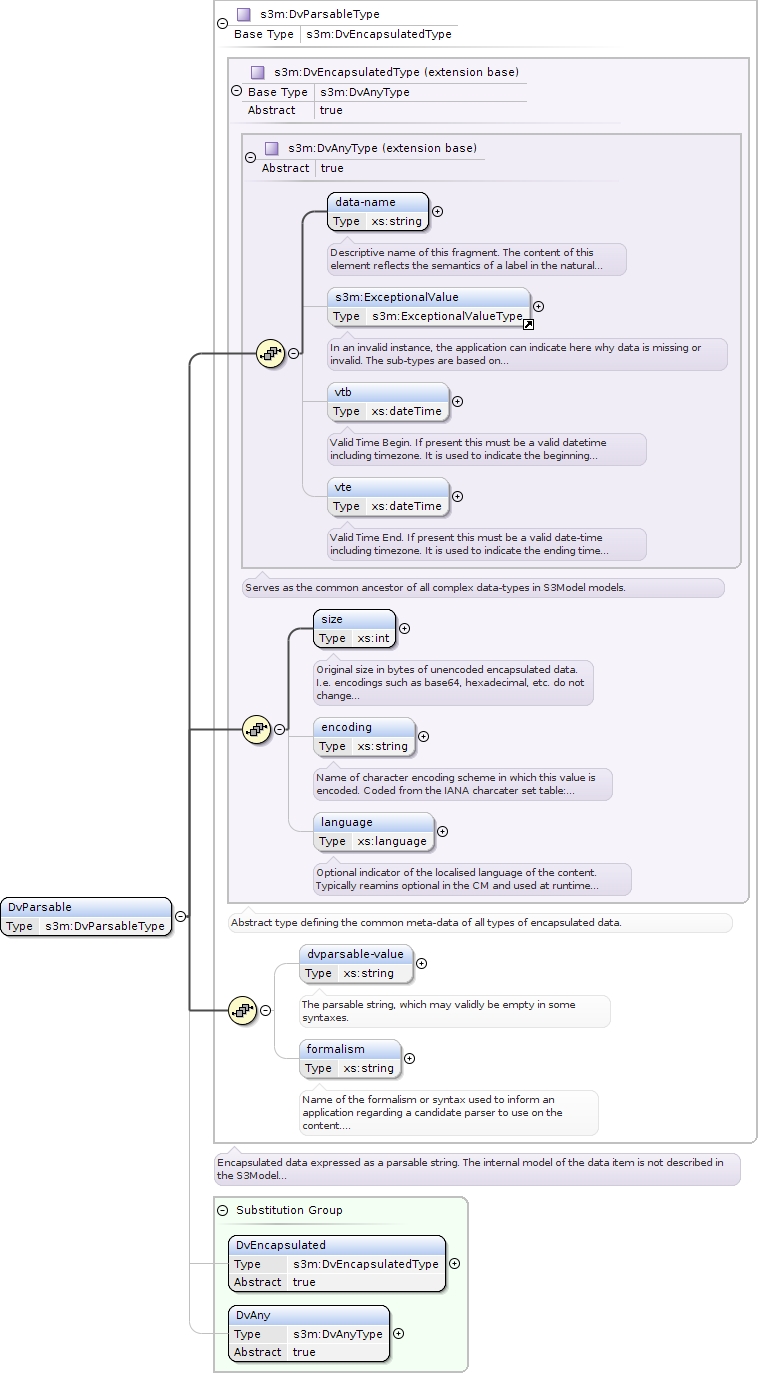 s3m:DvParsableType
Base Type s3m:DvEncapsulatedType
s3m:DvEncapsulatedType (extension base)
Base Type s3m:DvAnyType
Abstract true
s3m:DvAnyType (extension base)
Abstract true
data-name
Type xs:string
Descriptive name of this fragment. The content of this
element reflects the semantics of a label in the natural...
s3m:ExceptionalValue
Type s3m:ExceptionalValueType
In an invalid instance, the application can indicate here why data is missing or
invalid. The sub-types are based on...
vtb
Type xs:dateTime
Valid Time Begin. If present this must be a valid datetime
including timezone. It is used to indicate the beginning...
vte
Type xs:dateTime
Valid Time End. If present this must be a valid date-time
including timezone. It is used to indicate the ending time...
Serves as the common ancestor of all complex data-types in S3Model models.
size
Type xs:int
Original size in bytes of unencoded encapsulated data.
I.e. encodings such as base64, hexadecimal, etc. do not
change...
encoding
Type xs:string
Name of character encoding scheme in which this value is
encoded. Coded from the IANA charcater set table:...
language
Type xs:language
Optional indicator of the localised language of the content.
Typically reamins optional in the CM and used at runtime...
DvParsable
Type s3m:DvParsableType
Abstract type defining the common meta-data of all types of encapsulated data.
dvparsable-value
Type xs:string
The parsable string, which may validly be empty in some
syntaxes.
formalism
Type xs:string
Name of the formalism or syntax used to inform an
application regarding a candidate parser to use on the
content....
Encapsulated data expressed as a parsable string. The internal model of the data item is not described in
the S3Model...
Substitution Group
DvEncapsulated
Type s3m:DvEncapsulatedType
Abstract true
DvAny
Type s3m:DvAnyType
Abstract true